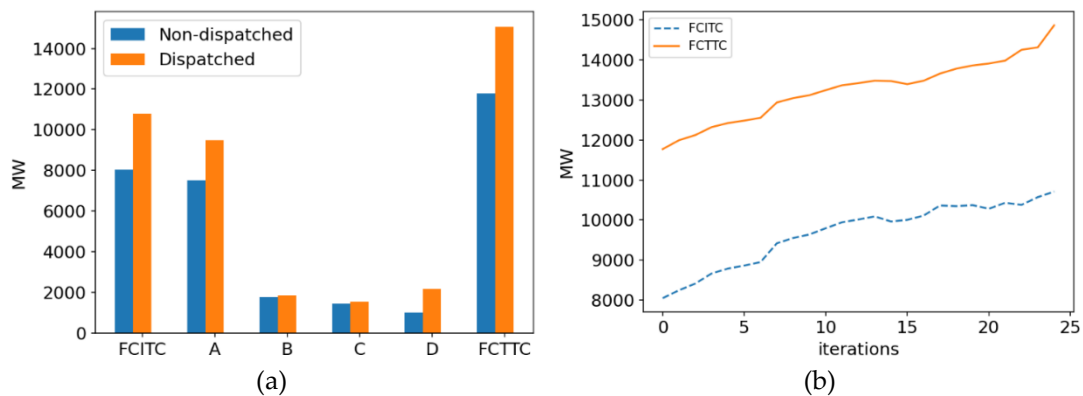 Non-dispatched
Dispatched
14000
12000
10000
8000
6000
4000
2000
0
MW
FCITC A B C D FCTTC
(a)
FCITC
FCTTC
15000
14000
13000
12000
11000
10000
9000
8000
MW
0 5 10 15 20 25
iterations
(b)